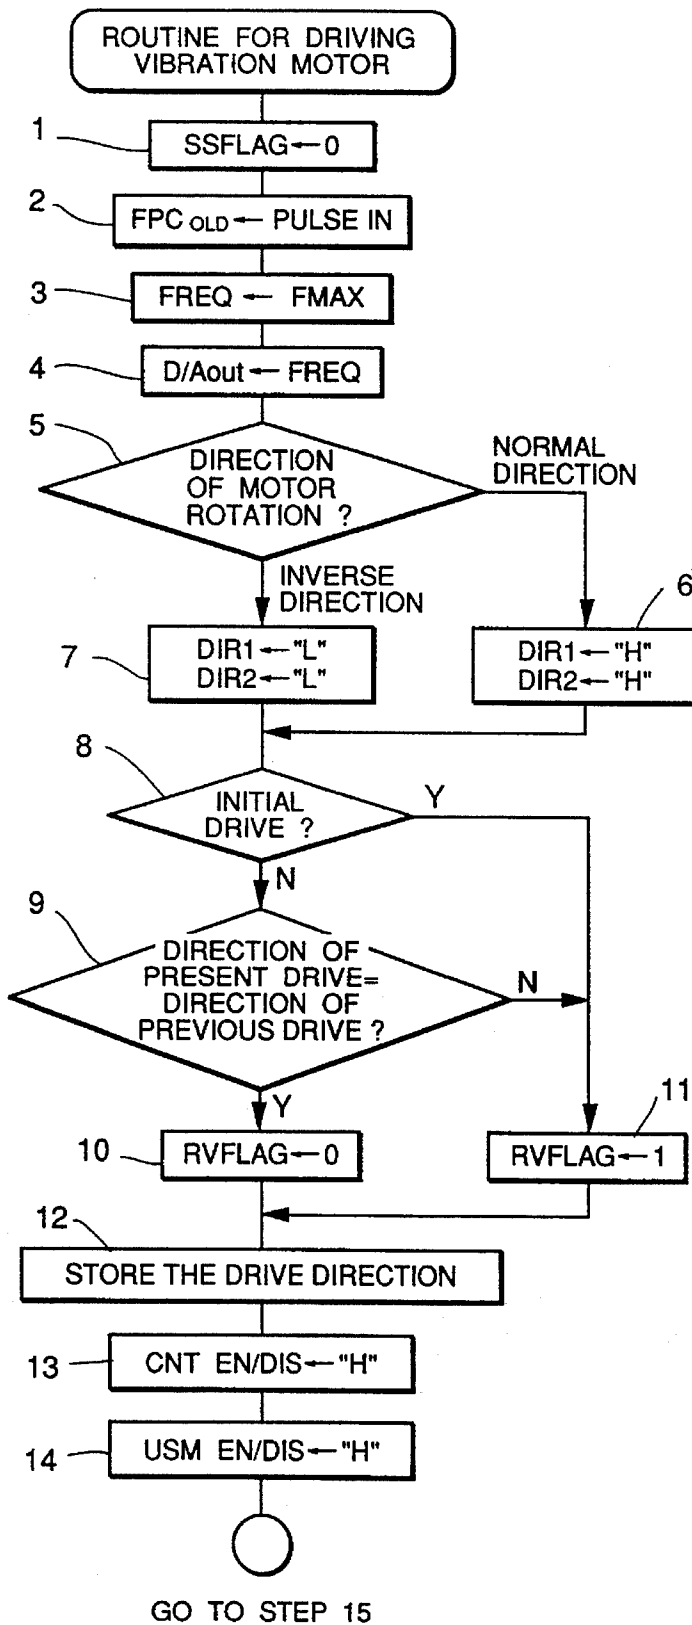 ROUTINE FOR DRIVING
VIBRATION MOTOR
1
SSFLAG←0
2
FPC OLD ← PULSE IN
3
FREQ ← FMAX
4
D/Aout ← FREQ
5
DIRECTION
OF MOTOR
ROTATION ?
NORMAL
DIRECTION
INVERSE
DIRECTION
6
7
DIR1←"L"
DIR2←"L"
DIR1←"H"
DIR2←"H"
8
INITIAL
DRIVE ?
Y
N
9
DIRECTION OF
PRESENT DRIVE=
DIRECTION OF
PREVIOUS DRIVE ?
N
Y
10
RVFLAG←0
11
RVFLAG←1
12
STORE THE DRIVE DIRECTION
13
CNT EN/DIS←"H"
14
USM EN/DIS←"H"
GO TO STEP 15